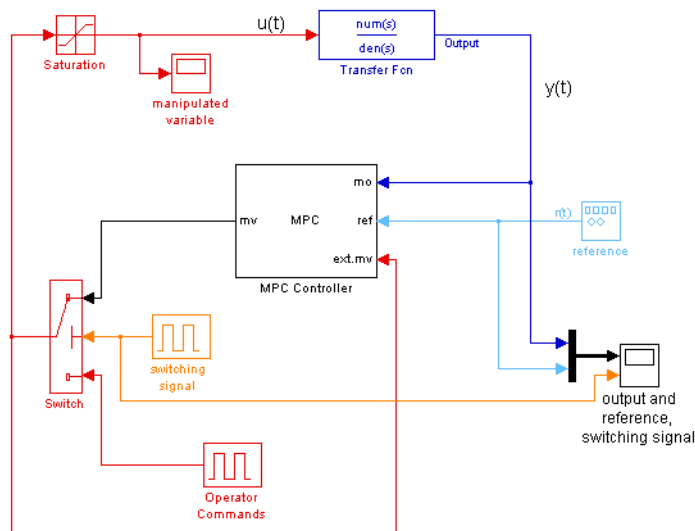 u(t)
num(s)
den(s)
Output
Transfer Fcn
Saturation
manipulated
variable
y(t)
mo
mv
MPC
ref
ext.mv
MPC Controller
r(t)
reference
switching
signal
Switch
output and
reference,
switching signal
Operator
Commands